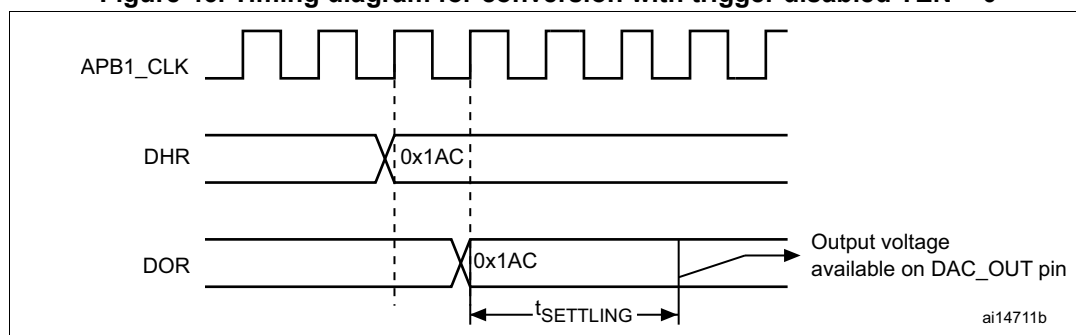 Figure Timing diagram for conversion with trigger disabled TEN = 0
APB1_CLK
DHR
0x1AC
DOR
0x1AC
Output voltage
available on DAC_OUT pin
tSETTLING
ai14711b